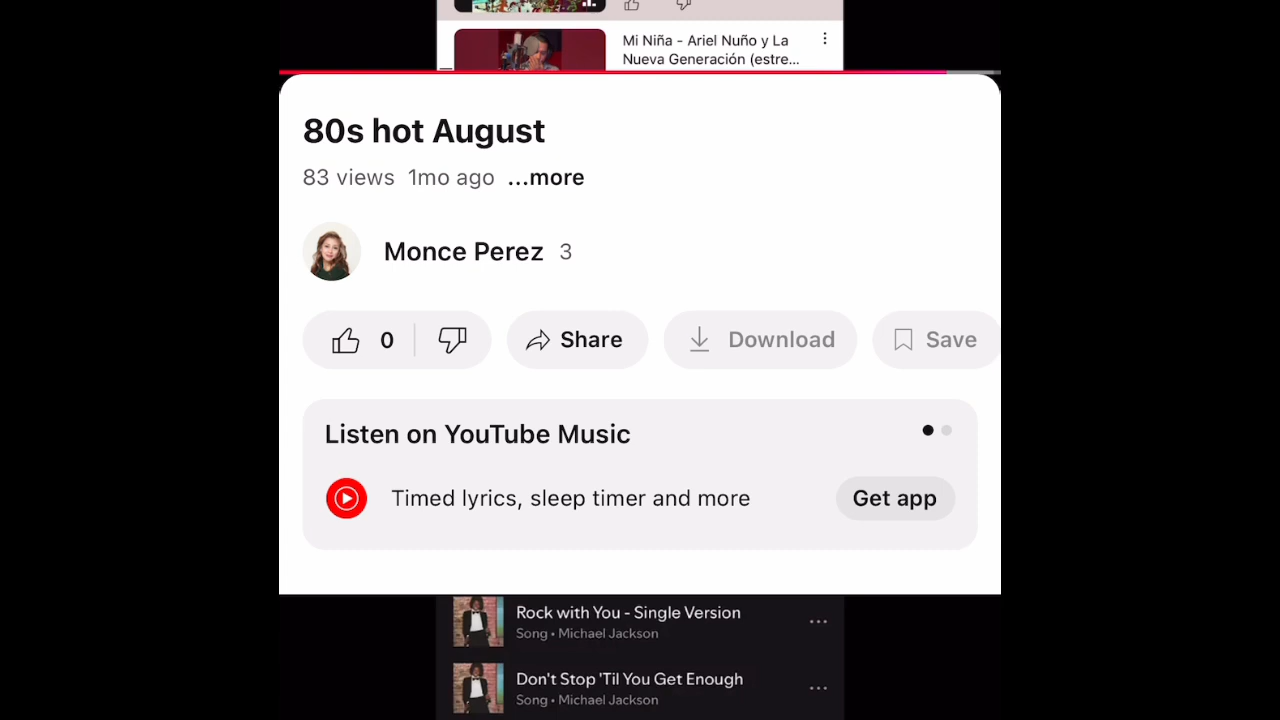 Mi Niña - Ariel Nuño y La
Nueva Generación (estre...
80s hot August
83 views 1mo ago ...more
Monce Perez 3
0
Share
Download
Save
Listen on YouTube Music
Timed lyrics, sleep timer and more
Get app
Rock with You - Single Version
Song • Michael Jackson
Don't Stop 'Til You Get Enough
Song • Michael Jackson